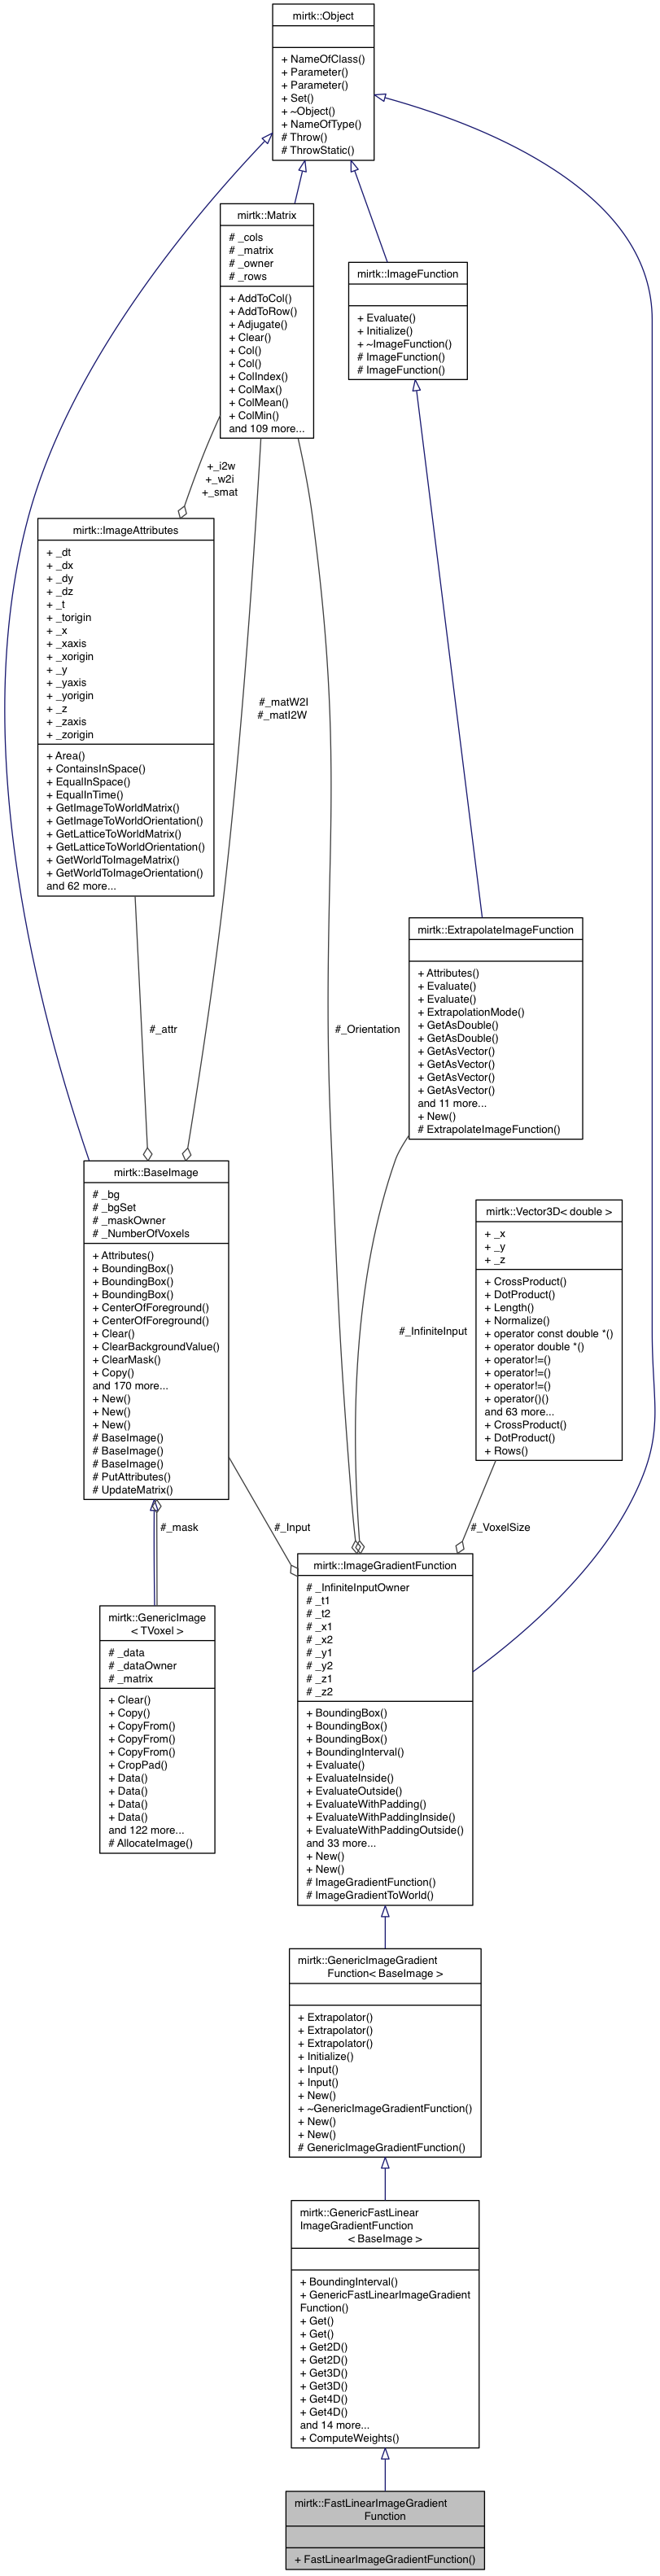 mirtk::Object
+ NameOfClass()
+ Parameter()
+ Parameter()
+ Set()
+ ~Object()
+ NameOfType()
# Throw()
# ThrowStatic()
mirtk::Matrix
# _cols
# _matrix
# _owner
# _rows
+ AddToCol()
+ AddToRow()
+ Adjugate()
+ Clear()
+ Col()
+ Col()
+ ColIndex()
+ ColMax()
+ ColMean()
+ ColMin()
and 109 more...
mirtk::ImageFunction
+ Evaluate()
+ Initialize()
+ ~ImageFunction()
# ImageFunction()
# ImageFunction()
+_i2w
+_w2i
+_smat
mirtk::ImageAttributes
+ _dt
+ _dx
+ _dy
+ _dz
+ _t
+ _torigin
+ _x
+ _xaxis
+ _xorigin
+ _y
+ _yaxis
+ _yorigin
+ _z
+ _zaxis
+ _zorigin
+ Area()
+ ContainsInSpace()
+ EqualInSpace()
+ EqualInTime()
+ GetImageToWorldMatrix()
+ GetImageToWorldOrientation()
+ GetLatticeToWorldMatrix()
+ GetLatticeToWorldOrientation()
+ GetWorldToImageMatrix()
+ GetWorldToImageOrientation()
and 62 more...
#_matW2I
#_matI2W
mirtk::ExtrapolateImageFunction
+ Attributes()
+ Evaluate()
+ Evaluate()
+ ExtrapolationMode()
+ GetAsDouble()
+ GetAsDouble()
+ GetAsVector()
+ GetAsVector()
+ GetAsVector()
+ GetAsVector()
and 11 more...
+ New()
# ExtrapolateImageFunction()
#_attr
#_Orientation
mirtk::BaseImage
# _bg
# _bgSet
# _maskOwner
# _NumberOfVoxels
+ Attributes()
+ BoundingBox()
+ BoundingBox()
+ BoundingBox()
+ CenterOfForeground()
+ CenterOfForeground()
+ Clear()
+ ClearBackgroundValue()
+ ClearMask()
+ Copy()
and 170 more...
+ New()
+ New()
+ New()
# BaseImage()
# BaseImage()
# BaseImage()
# PutAttributes()
# UpdateMatrix()
mirtk::Vector3D< double >
+ _x
+ _y
+ _z
+ CrossProduct()
+ DotProduct()
+ Length()
+ Normalize()
+ operator const double *()
+ operator double *()
+ operator!=()
+ operator!=()
+ operator!=()
+ operator()()
and 63 more...
+ CrossProduct()
+ DotProduct()
+ Rows()
#_InfiniteInput
#_mask
#_Input
#_VoxelSize
mirtk::GenericImage
< TVoxel >
# _data
# _dataOwner
# _matrix
+ Clear()
+ Copy()
+ CopyFrom()
+ CopyFrom()
+ CopyFrom()
+ CropPad()
+ Data()
+ Data()
+ Data()
+ Data()
and 122 more...
# AllocateImage()
mirtk::ImageGradientFunction
# _InfiniteInputOwner
# _t1
# _t2
# _x1
# _x2
# _y1
# _y2
# _z1
# _z2
+ BoundingBox()
+ BoundingBox()
+ BoundingBox()
+ BoundingInterval()
+ Evaluate()
+ EvaluateInside()
+ EvaluateOutside()
+ EvaluateWithPadding()
+ EvaluateWithPaddingInside()
+ EvaluateWithPaddingOutside()
and 33 more...
+ New()
+ New()
# ImageGradientFunction()
# ImageGradientToWorld()
mirtk::GenericImageGradient
Function< BaseImage >
+ Extrapolator()
+ Extrapolator()
+ Extrapolator()
+ Initialize()
+ Input()
+ Input()
+ New()
+ ~GenericImageGradientFunction()
+ New()
+ New()
# GenericImageGradientFunction()
mirtk::GenericFastLinear
ImageGradientFunction
< BaseImage >
+ BoundingInterval()
+ GenericFastLinearImageGradient
Function()
+ Get()
+ Get()
+ Get2D()
+ Get2D()
+ Get3D()
+ Get3D()
+ Get4D()
+ Get4D()
and 14 more...
+ ComputeWeights()
mirtk::FastLinearImageGradient
Function
+ FastLinearImageGradientFunction()